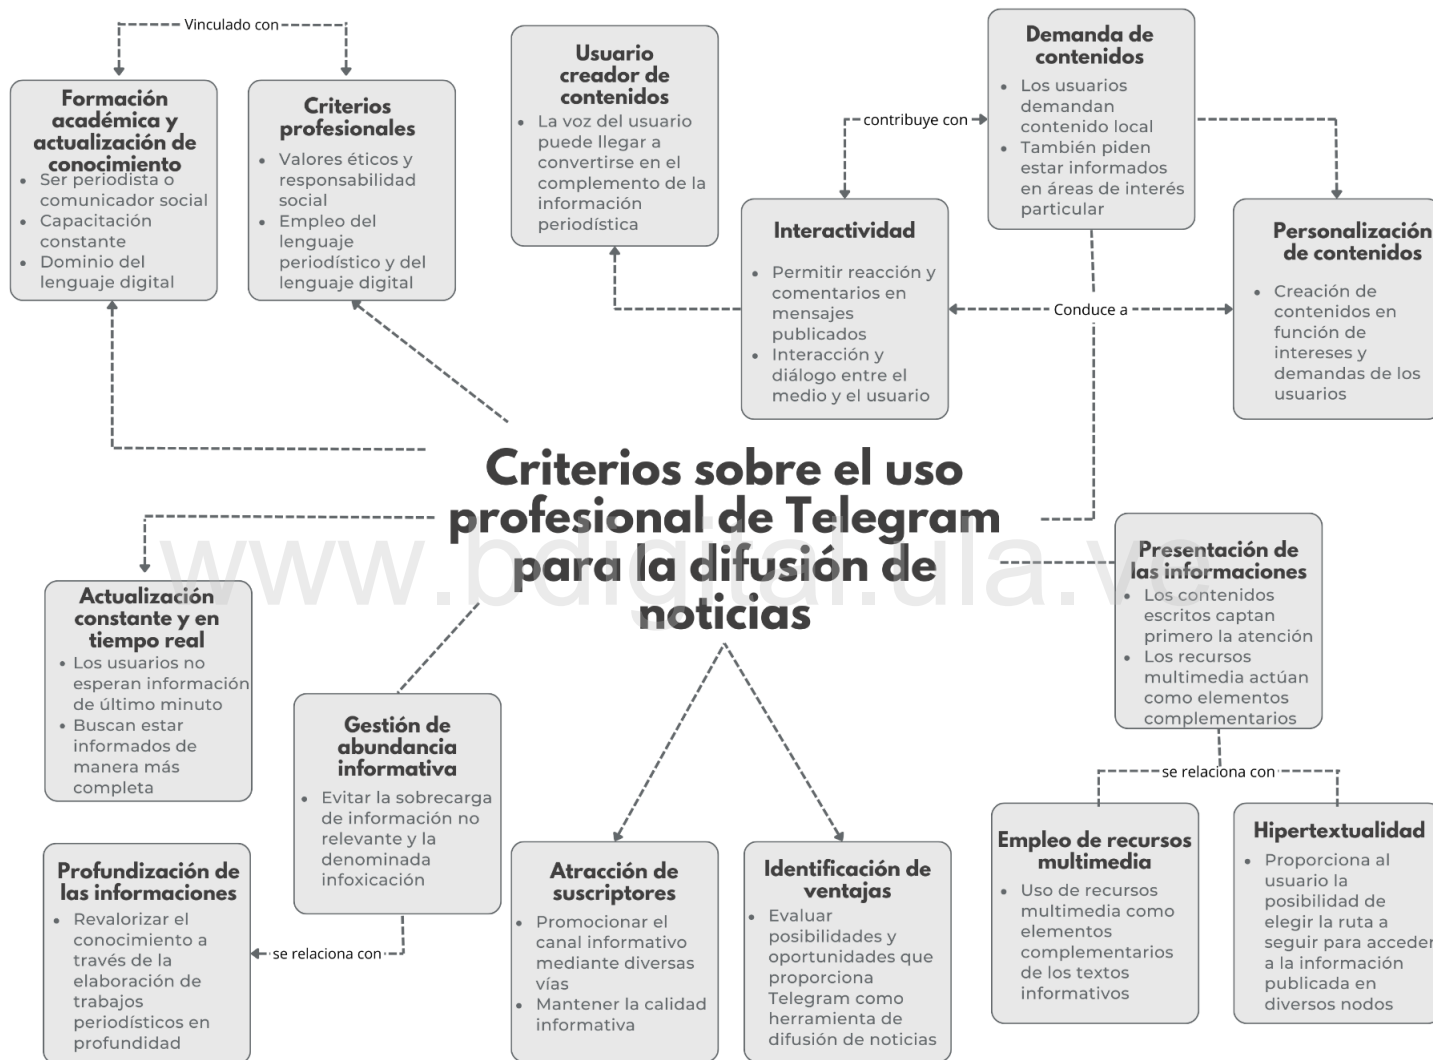 Vinculado con
Formación
académica y
actualización de
conocimiento
Ser periodista o
comunicador social
Capacitación
constante
Dominio del
lenguaje digital
Criterios
profesionales
Valores éticos y
responsabilidad
social
Empleo del
lenguaje
periodístico y del
lenguaje digital
Usuario
creador de
contenidos
La voz del usuario
puede llegar a
convertirse en el
complemento de la
información
periodística
contribuye con
Demanda de
contenidos
Los usuarios
demandan
contenido local
También piden
estar informados
en áreas de interés
particular
Interactividad
Permitir reacción y
comentarios en
mensajes
publicados
Interacción y
diálogo entre el
medio y el usuario
Conduce a
Personalización
de contenidos
Creación de
contenidos en
función de
intereses y
demandas de los
usuarios
Criterios sobre el uso
profesional de Telegram
para la difusión de
noticias
www.bdigital.ula.ve
Actualización
constante y en
tiempo real
Los usuarios no
esperan información
de último minuto
Buscan estar
informados de
manera más
completa
Gestión de
abundancia
informativa
Evitar la sobrecarga
de información no
relevante y la
denominada
infoxicación
Presentación de
las informaciones
Los contenidos
escritos captan
primero la atención
Los recursos
multimedia actúan
como elementos
complementarios
se relaciona con
Profundización de
las informaciones
Revalorizar el
conocimiento a
través de la
elaboración de
trabajos
periodísticos en
profundidad
se relaciona con
Atracción de
suscriptores
Promocionar el
canal informativo
mediante diversas
vías
Mantener la calidad
informativa
Identificación de
ventajas
Evaluar
posibilidades y
oportunidades que
proporciona
Telegram como
herramienta de
difusión de noticias
Empleo de recursos
multimedia
Uso de recursos
multimedia como
elementos
complementarios
de los textos
informativos
Hipertextualidad
Proporciona al
usuario la
posibilidad de
elegir la ruta a
seguir para acceder
a la información
publicada en
diversos nodos